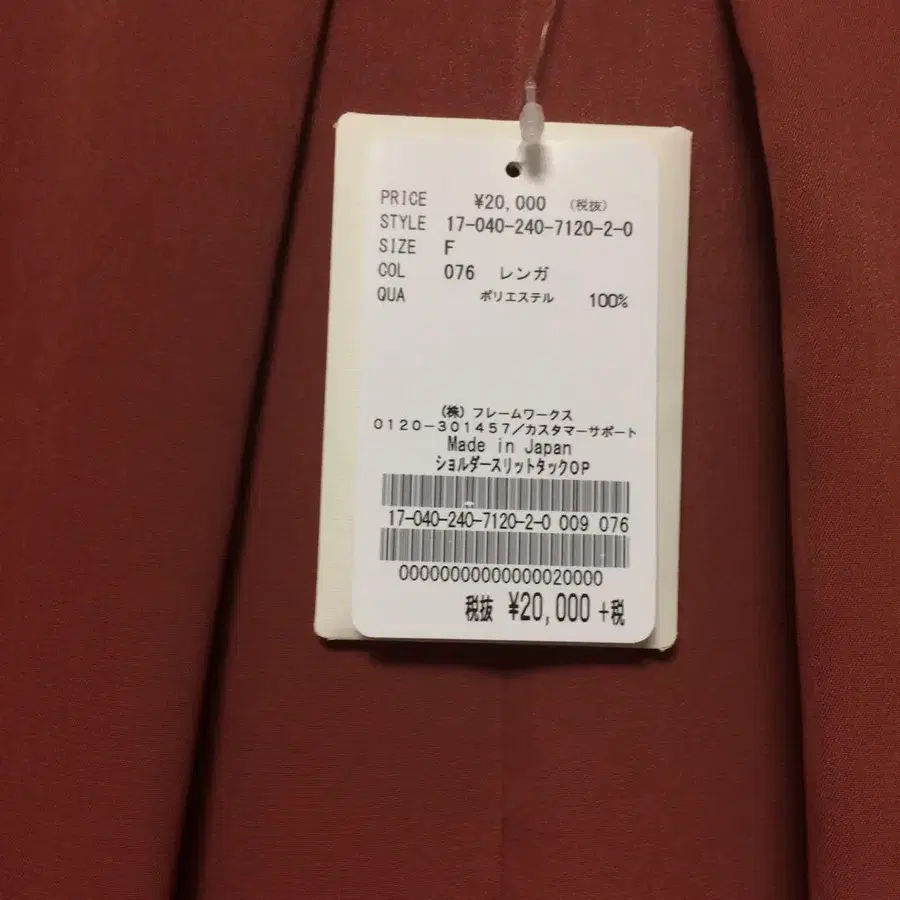 PRICE ¥20,000 (税抜)
STYLE 17-040-240-7120-2-0
SIZE F
COL 076 レンガ
QUA ポリエステル 100%
(株)フレームワークス
0120-301457/カスタマーサポート
Made in Japan
ショルダースリットタックOP
17-040-240-7120-2-0 009 076
00000000000000020000
税抜 ¥20,000 +税